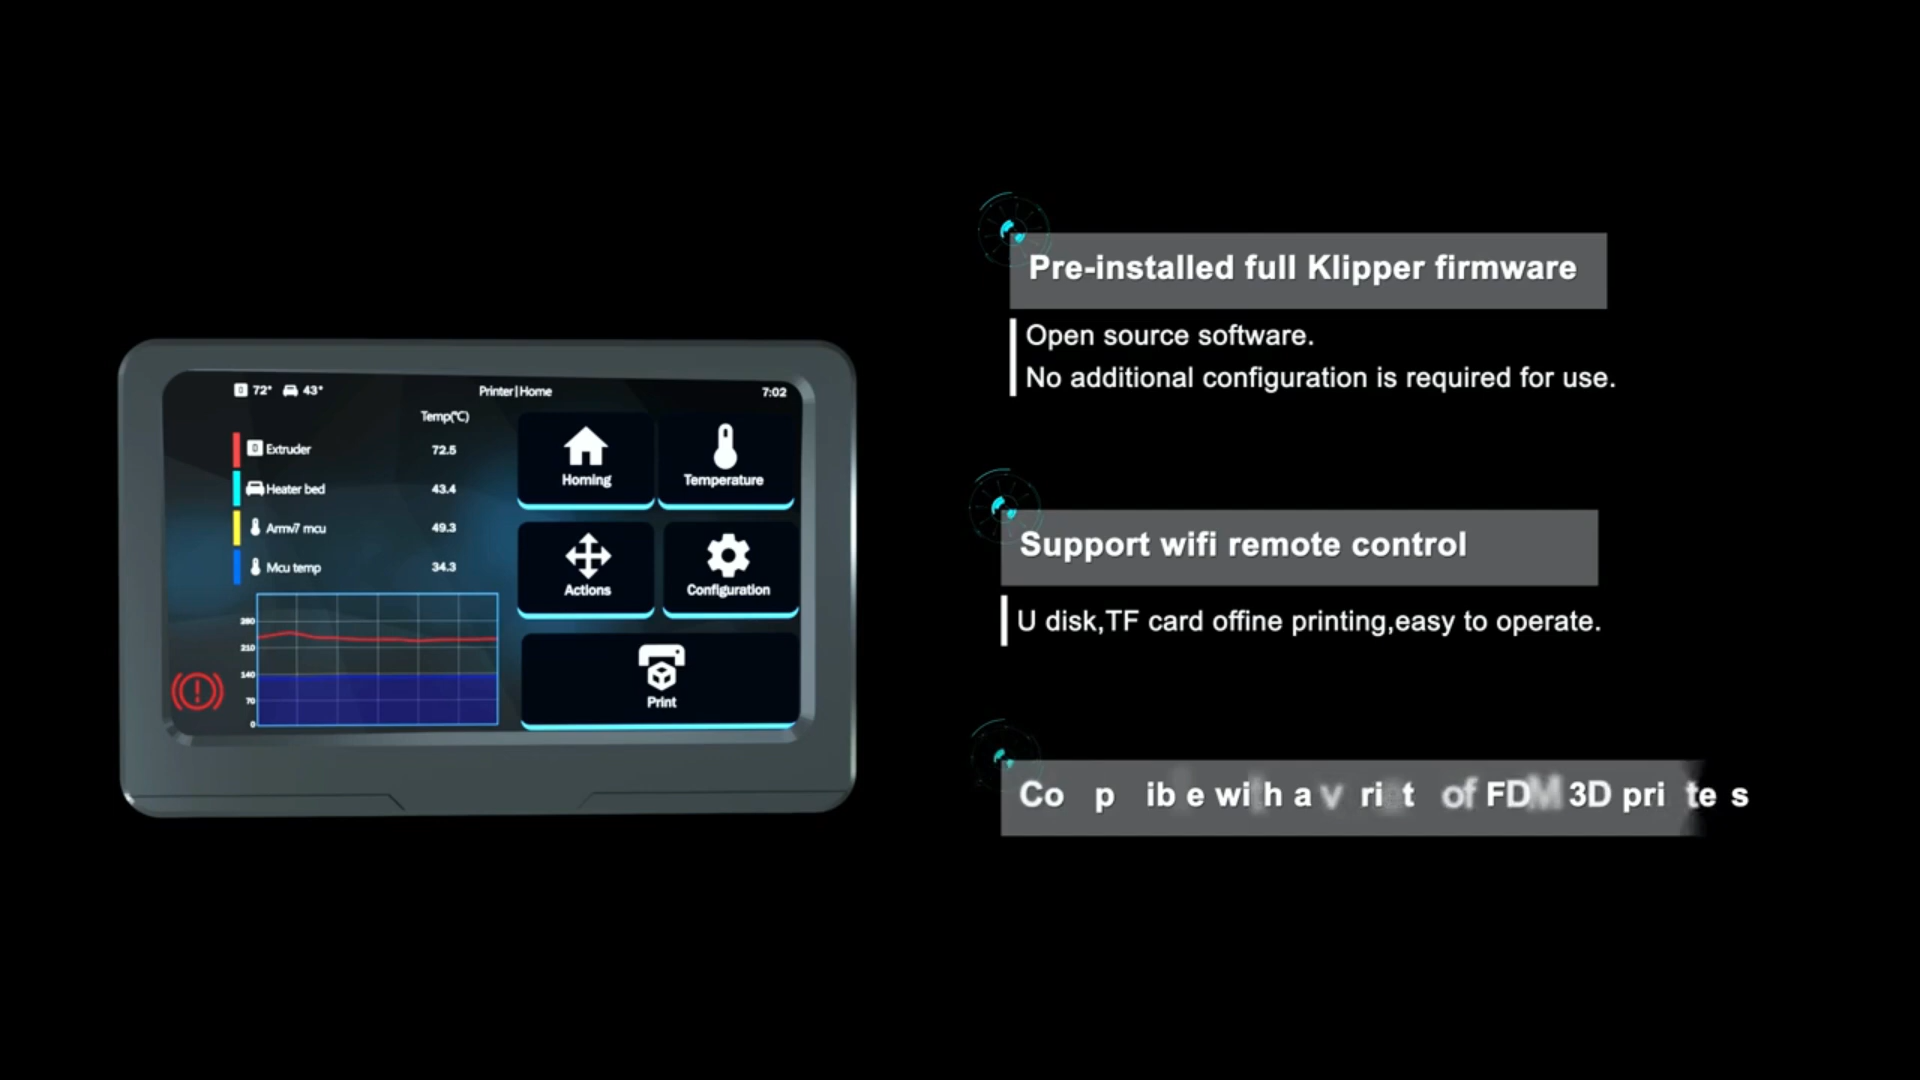 72° 43° Printer|Home 7:02
Temp(℃)
Extruder 72.5
Heater bed 43.4
Armv7 mcu 49.3
Mcu temp 34.3
280
210
140
70
0
Homing
Temperature
Actions
Configuration
Print
Pre-installed full Klipper firmware
Open source software.
No additional configuration is required for use.
Support wifi remote control
U disk,TF card offine printing,easy to operate.
of FDM 3D